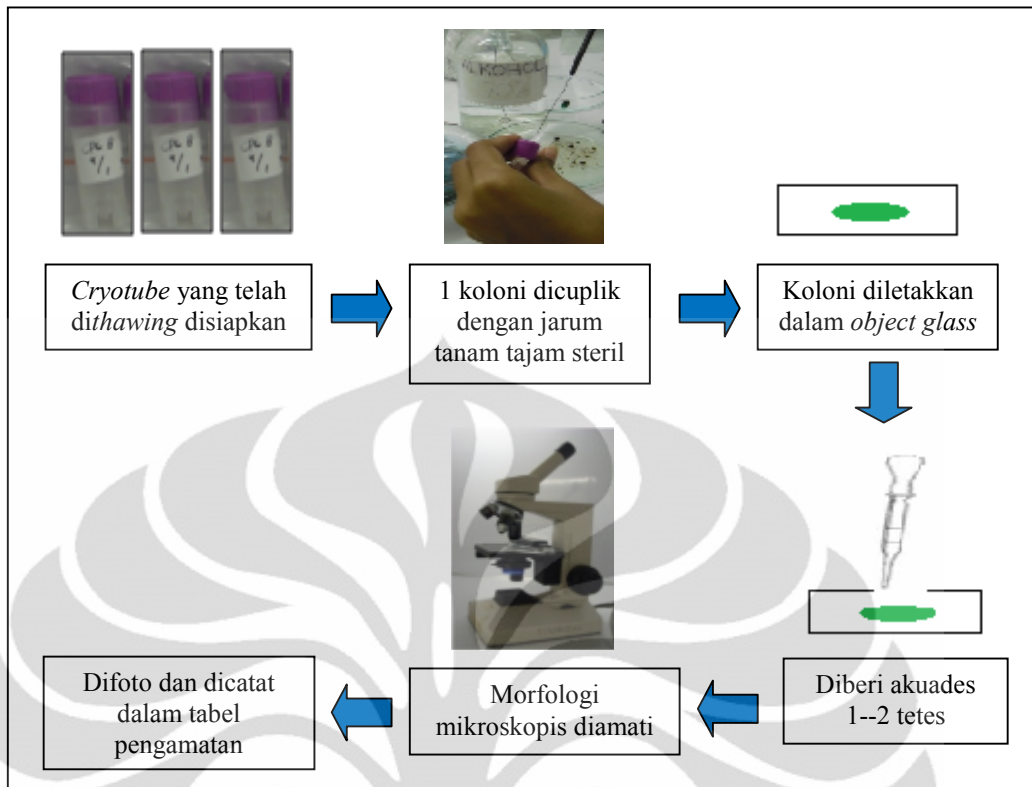 ALKOHOL
Cryotube yang telah
dithawing disiapkan
1 koloni dicuplik
dengan jarum
tanam tajam steril
Koloni diletakkan
dalam object glass
Diberi akuades
1--2 tetes
Morfologi
mikroskopis diamati
Difoto dan dicatat
dalam tabel
pengamatan